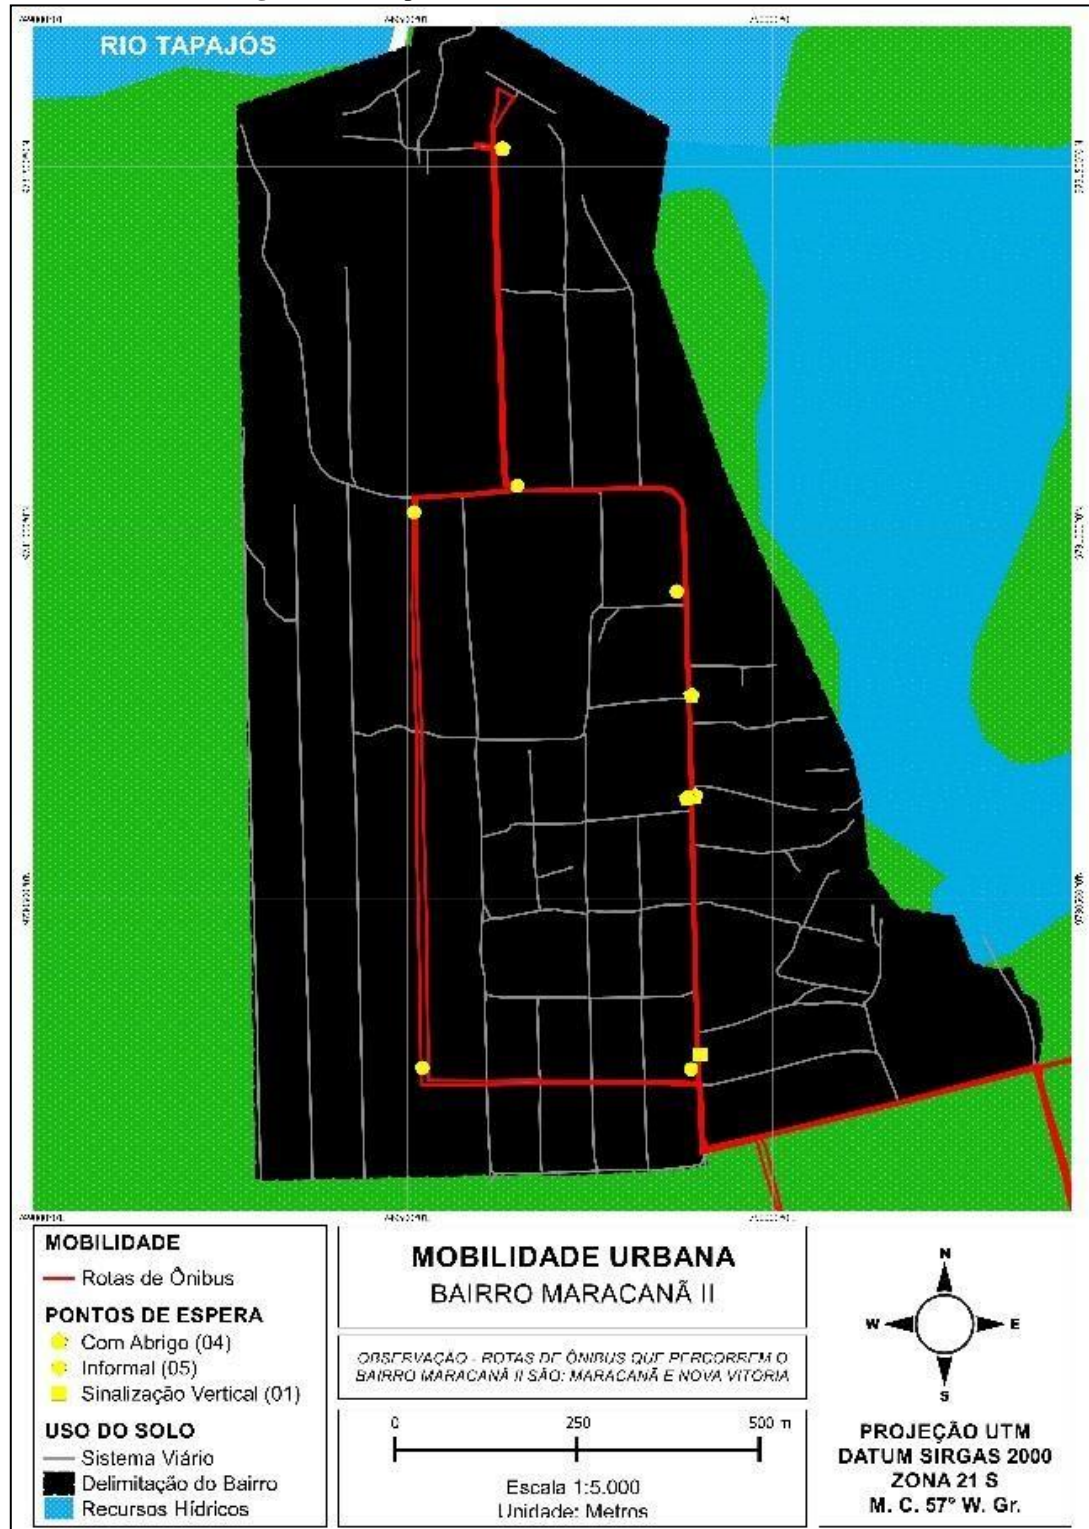 RIO TAPAJÓS
MOBILIDADE
Rotas de Ônibus
PONTOS DE ESPERA
Com Abrigo (04)
Informal (05)
Sinalização Vertical (01)
USO DO SOLO
Sistema Viário
Delimitação do Bairro
Recursos Hídricos
MOBILIDADE URBANA
BAIRRO MARACANÃ II
OBSERVAÇÃO - ROTAS DE ÔNIBUS QUE PERCORREM O
BAIRRO MARACANÃ II SÃO: MARACANÃ E NOVA VITÓRIA
0 250 500 m
Escala 1:5.000
Unidade: Metros
N
W E
S
PROJEÇÃO UTM
DATUM SIRGAS 2000
ZONA 21 S
M. C. 57° W. Gr.